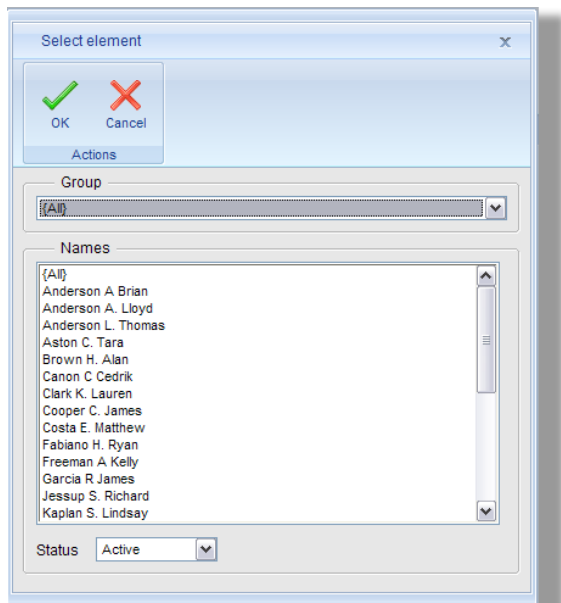 Select element
OK Cancel
Actions
Group
{All}
Names
{All}
Anderson A Brian
Anderson A. Lloyd
Anderson L. Thomas
Aston C. Tara
Brown H. Alan
Canon C Cedrik
Clark K. Lauren
Cooper C. James
Costa E. Matthew
Fabiano H. Ryan
Freeman A Kelly
Garcia R James
Jessup S. Richard
Kaplan S. Lindsay
Status Active